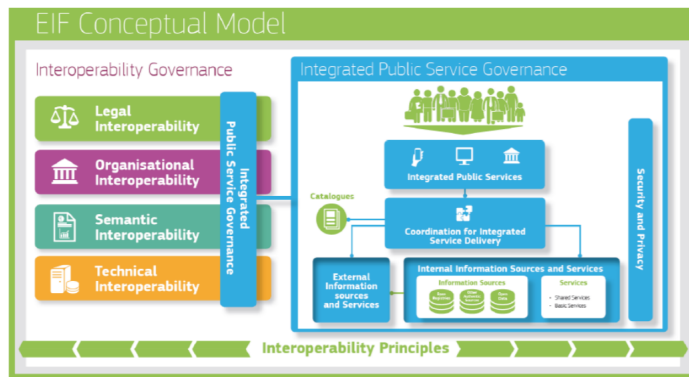 EIF Conceptual Model
Interoperability Governance
Legal
Interoperability
Organisational
Interoperability
Semantic
Interoperability
Technical
Interoperability
Integrated
Public Service Governance
Integrated Public Service Governance
Integrated Public Services
Catalogues
Coordination for Integrated
Service Delivery
External
Information
sources
and Services
Internal Information Sources and Services
Information Sources
Services
• Shared Services
• Basic Services
Security and Privacy
Interoperability Principles